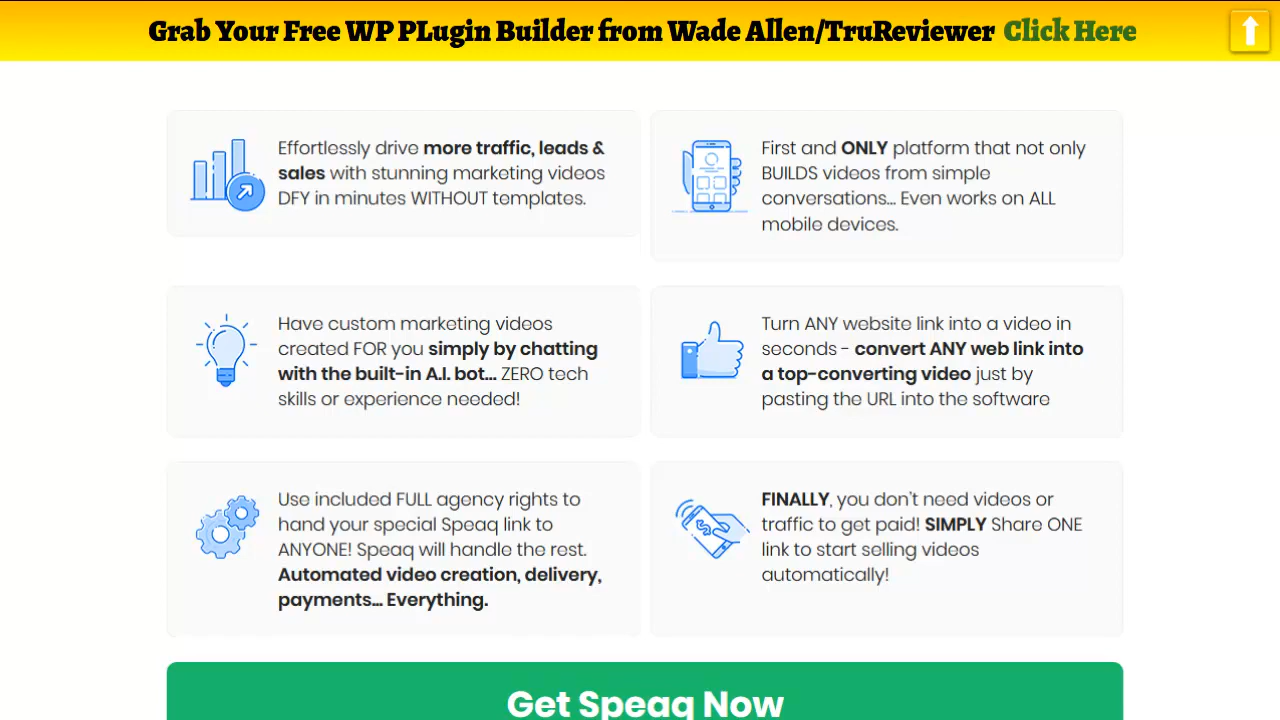 Grab Your Free WP PLugin Builder from Wade Allen/TruReviewer Click Here
Effortlessly drive more traffic, leads &
sales with stunning marketing videos
DFY in minutes WITHOUT templates.
First and ONLY platform that not only
BUILDS videos from simple
conversations... Even works on ALL
mobile devices.
Have custom marketing videos
created FOR you simply by chatting
with the built-in A.I. bot... ZERO tech
skills or experience needed!
Turn ANY website link into a video in
seconds - convert ANY web link into
a top-converting video just by
pasting the URL into the software
Use included FULL agency rights to
hand your special Speaq link to
ANYONE! Speaq will handle the rest.
Automated video creation, delivery,
payments... Everything.
FINALLY, you don't need videos or
traffic to get paid! SIMPLY Share ONE
link to start selling videos
automatically!
Get Speaq Now